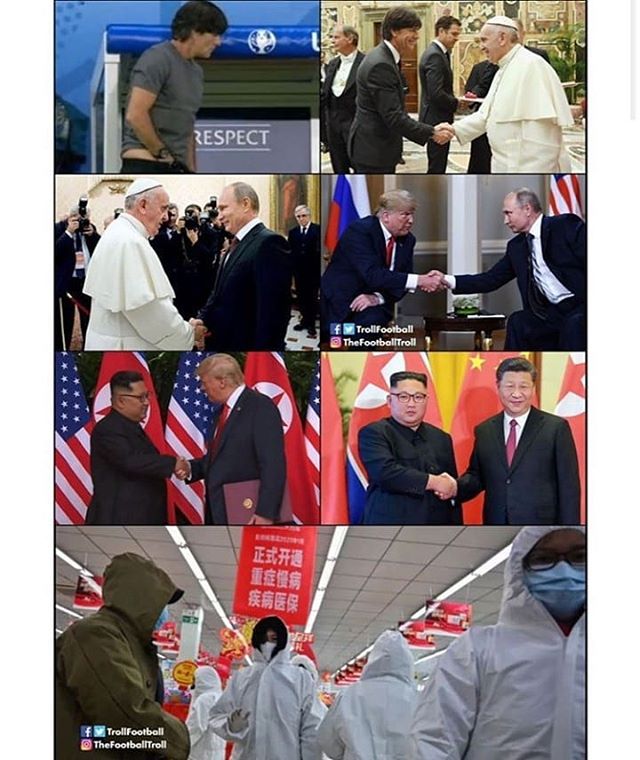 RESPECT
TrollFootball
TheFootballTroll
正式开通
重症慢病
疾病医保
TrollFootball
TheFootballTroll